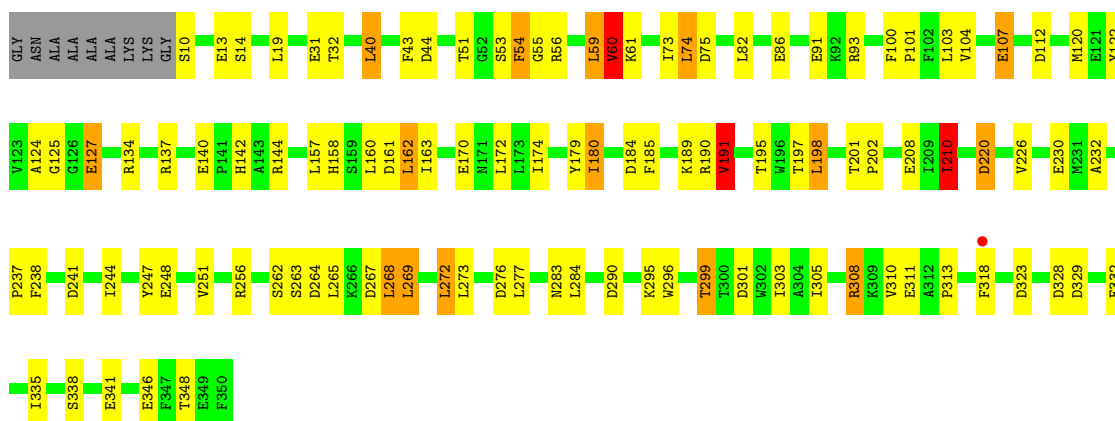 GLY ASN ALA ALA ALA ALA LYS LYS GLY S10 E13 S14 L19 E31 T32 L40 F43 D44 T51 G52 S53 F54 G55 R56 L59 V60 K61 I73 L74 D75 L82 E86 E91 K92 R93 F100 P101 F102 L103 V104 E107 D112 M120 E121
V123 A124 G125 G126 E127 R134 R137 E140 P141 H142 A143 R144 L157 H158 S159 L160 D161 L162 I163 E170 N171 L172 L173 I174 Y179 I180 D184 F185 K189 R190 V191 T195 W196 T197 L198 T201 P202 E208 I209 I210 D220 V226 E230 M231 A232
P237 F238 D241 I244 Y247 E248 V251 R256 S262 S263 D264 L265 K266 D267 L268 L269 L272 L273 D276 L277 N283 L284 D290 K295 W296 T299 T300 D301 W302 I303 A304 I305 R308 K309 V310 E311 A312 P313 F318 D323 D328 D329
I335 S338 E341 E346 F347 T348 E349 F350